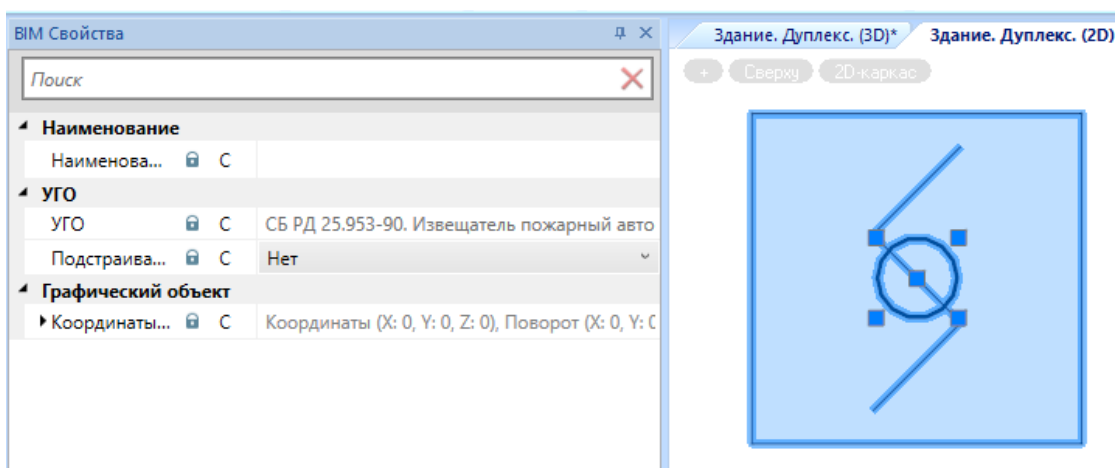 BIM Свойства
Поиск
Наименование
Наименова... С
УГО
УГО С СБ РД 25.953-90. Извещатель пожарный авто
Подстраива... С Нет
Графический объект
Координаты... С Координаты (X: 0, Y: 0, Z: 0), Поворот (X: 0, Y: 0
Здание. Дуплекс. (3D)* Здание. Дуплекс. (2D)
+ Сверху 2D-каркас